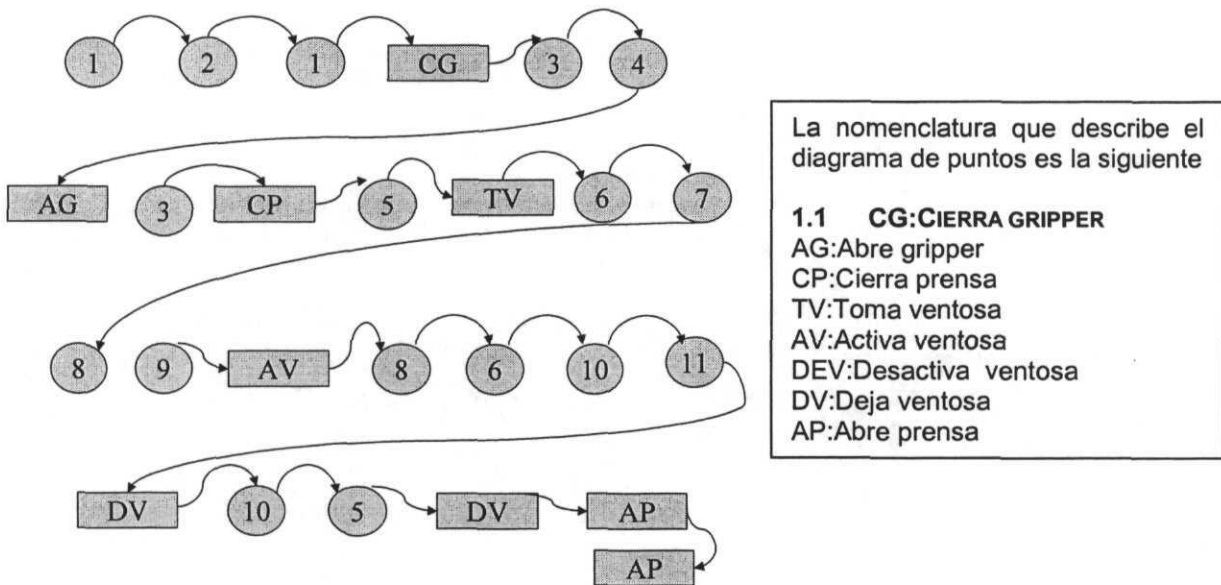 1 2 1 CG 3 4
AG 3 CP 5 TV 6 7
8 9 AV 8 6 10 11
DV 10 5 DV AP
AP
La nomenclatura que describe el
diagrama de puntos es la siguiente
1.1 CG:CIERRA GRIPPER
AG:Abre gripper
CP:Cierra prensa
TV:Toma ventosa
AV:Activa ventosa
DEV:Desactiva ventosa
DV:Deja ventosa
AP:Abre prensa